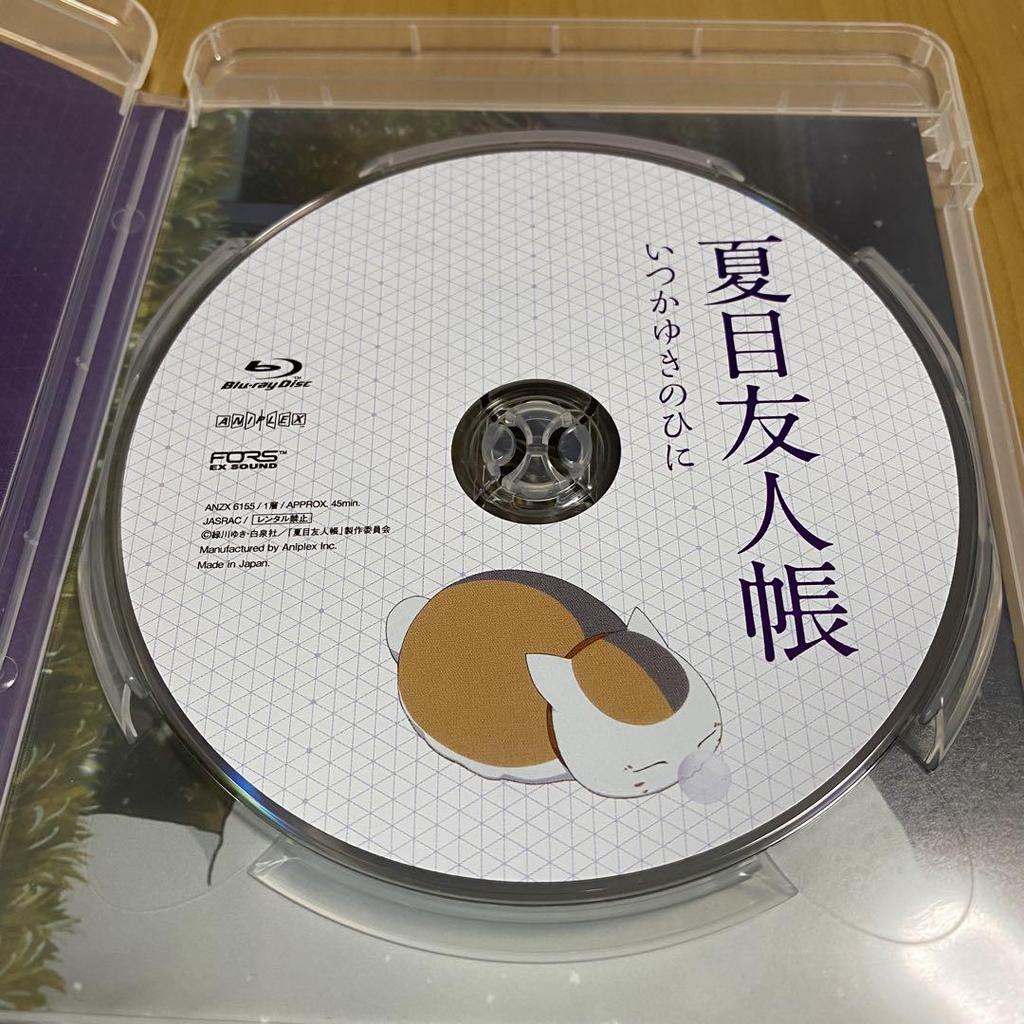 夏目友人帳
いつかゆきのひに
Blu-ray Disc™
ANIPLEX
FORS™
EX SOUND
ANZX 6155 / 1層 / APPROX. 45min.
JASRAC / レンタル禁止
©緑川ゆき・白泉社／「夏目友人帳」製作委員会
Manufactured by Aniplex Inc.
Made in Japan.